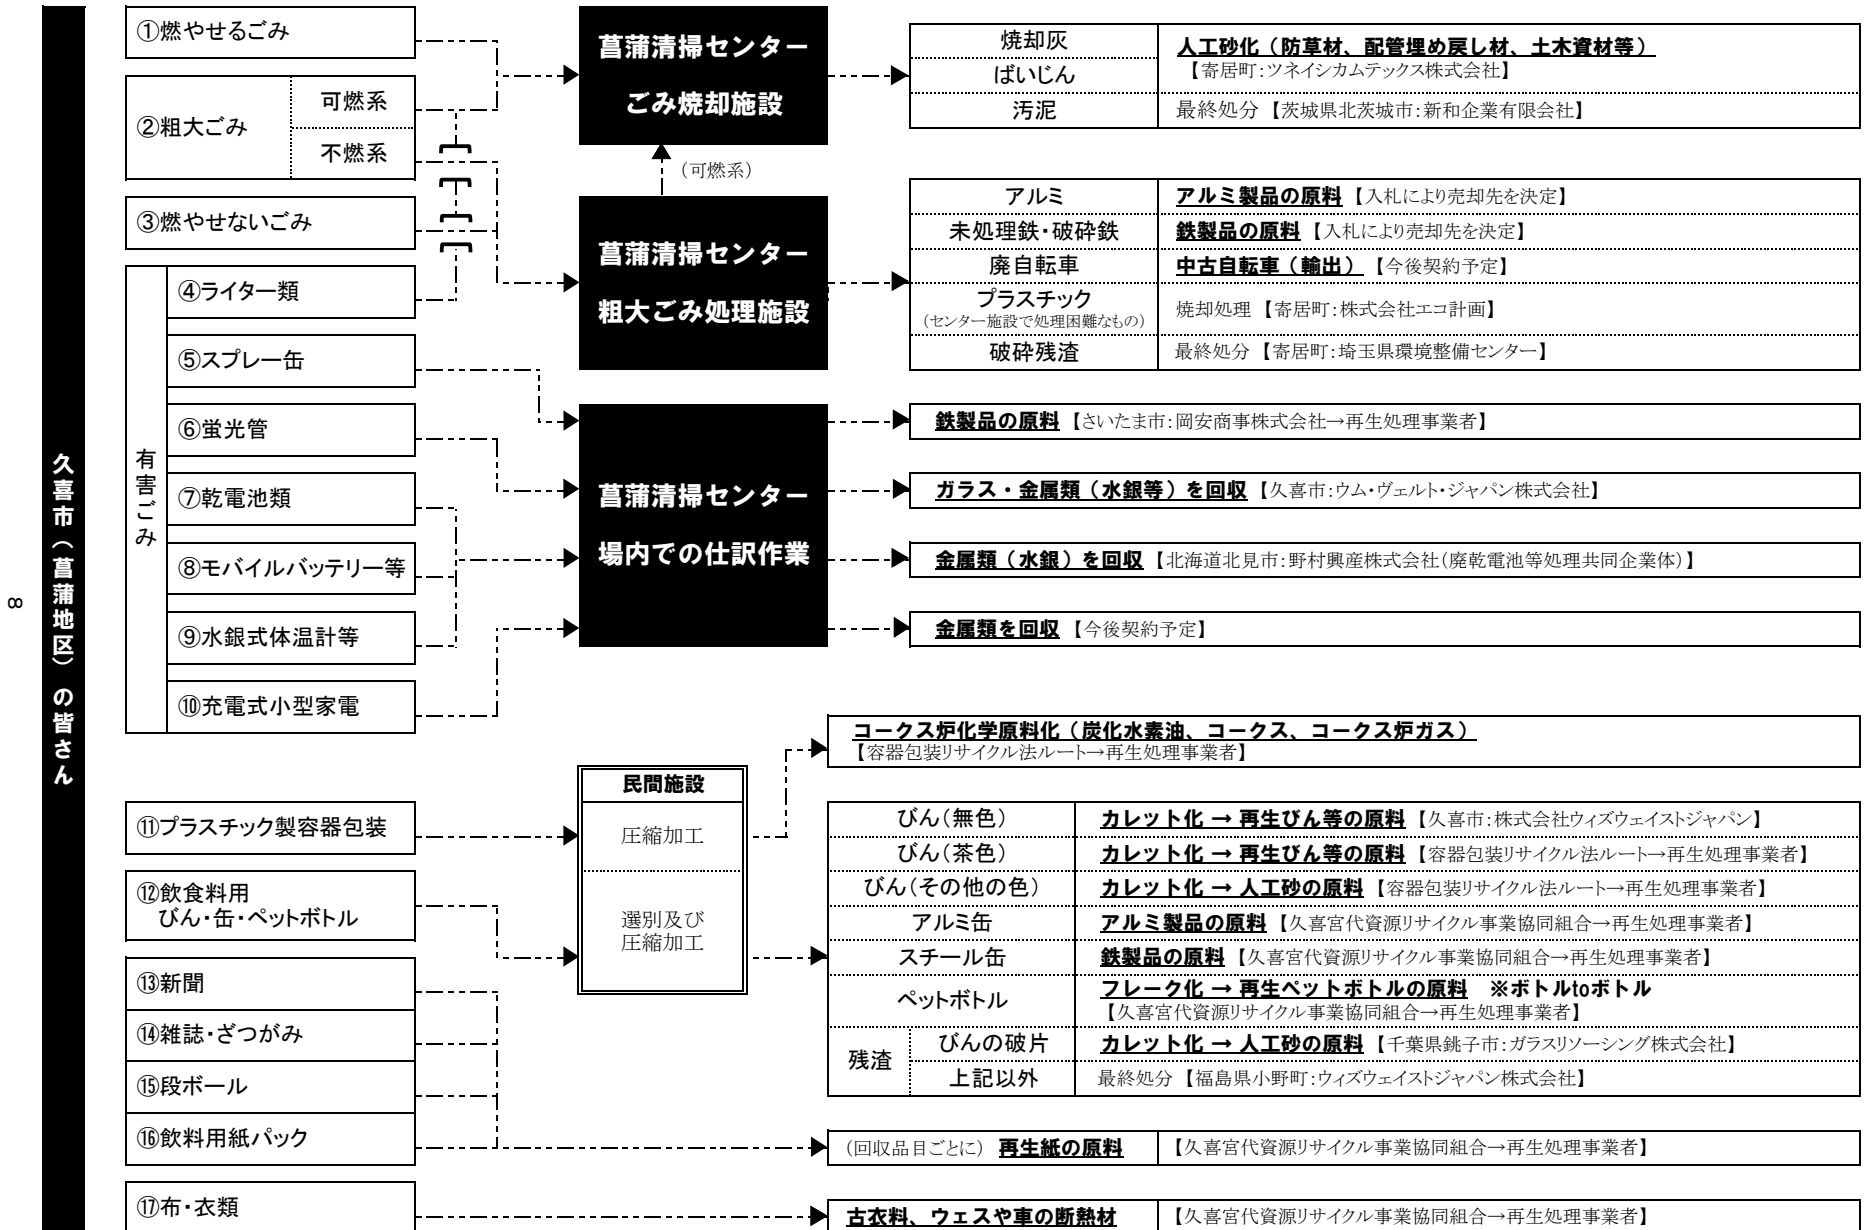 久喜市（菖蒲地区）の皆さん
8
①燃やせるごみ
②粗大ごみ
可燃系
不燃系
③燃やせないごみ
有害ごみ
④ライター類
⑤スプレー缶
⑥蛍光管
⑦乾電池類
⑧モバイルバッテリー等
⑨水銀式体温計等
⑩充電式小型家電
⑪プラスチック製容器包装
⑫飲食料用
びん・缶・ペットボトル
⑬新聞
⑭雑誌・ざつがみ
⑮段ボール
⑯飲料用紙パック
⑰布・衣類
菖蒲清掃センター
ごみ焼却施設
（可燃系）
菖蒲清掃センター
粗大ごみ処理施設
菖蒲清掃センター
場内での仕訳作業
民間施設
圧縮加工
選別及び
圧縮加工
焼却灰
ばいじん
人工砂化（防草材、配管埋め戻し材、土木資材等）
【寄居町：ツネイシカムテックス株式会社】
汚泥
最終処分【茨城県北茨城市：新和企業有限会社】
アルミ
アルミ製品の原料【入札により売却先を決定】
未処理鉄・破砕鉄
鉄製品の原料【入札により売却先を決定】
廃自転車
中古自転車（輸出）【今後契約予定】
プラスチック
（センター施設で処理困難なもの）
焼却処理【寄居町：株式会社エコ計画】
破砕残渣
最終処分【寄居町：埼玉県環境整備センター】
鉄製品の原料【さいたま市：岡安商事株式会社→再生処理事業者】
ガラス・金属類（水銀等）を回収【久喜市：ウム・ヴェルト・ジャパン株式会社】
金属類（水銀）を回収【北海道北見市：野村興産株式会社（廃乾電池等処理共同企業体）】
金属類を回収【今後契約予定】
コークス炉化学原料化（炭化水素油、コークス、コークス炉ガス）
【容器包装リサイクル法ルート→再生処理事業者】
びん（無色）
カレット化 → 再生びん等の原料【久喜市：株式会社ウィズウェイストジャパン】
びん（茶色）
カレット化 → 再生びん等の原料【容器包装リサイクル法ルート→再生処理事業者】
びん（その他の色）
カレット化 → 人工砂の原料【容器包装リサイクル法ルート→再生処理事業者】
アルミ缶
アルミ製品の原料【久喜宮代資源リサイクル事業協同組合→再生処理事業者】
スチール缶
鉄製品の原料【久喜宮代資源リサイクル事業協同組合→再生処理事業者】
ペットボトル
フレーク化 → 再生ペットボトルの原料　※ボトルtoボトル
【久喜宮代資源リサイクル事業協同組合→再生処理事業者】
残渣
びんの破片
カレット化 → 人工砂の原料【千葉県銚子市：ガラスリソーシング株式会社】
上記以外
最終処分【福島県小野町：ウィズウェイストジャパン株式会社】
（回収品目ごとに）再生紙の原料
【久喜宮代資源リサイクル事業協同組合→再生処理事業者】
古衣料、ウェスや車の断熱材
【久喜宮代資源リサイクル事業協同組合→再生処理事業者】